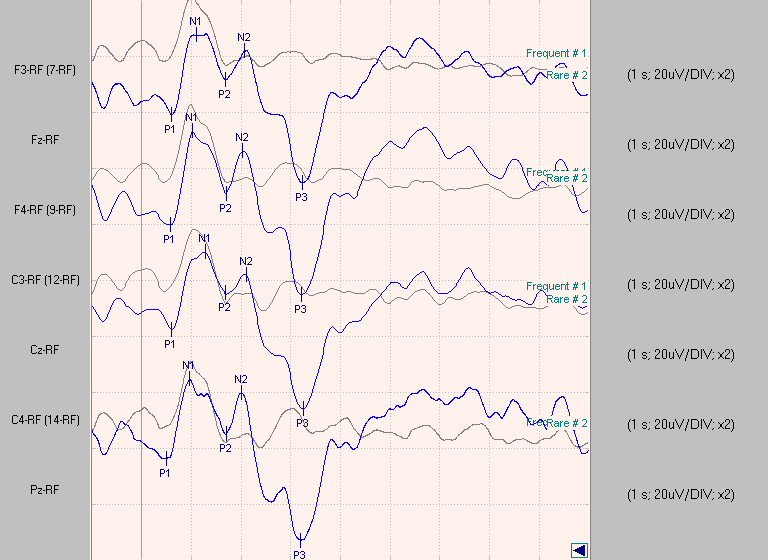 N1
N2
Frequent # 1
F3-RF (7-RF)
Rare # 2
(1 s; 20uV/DIV; x2)
P2
N1
P1
N2
Fz-RF
(1 s; 20uV/DIV; x2)
Rare # 2
P3
F4-RF (9-RF)
P2
(1 s; 20uV/DIV; x2)
P1
N1
N2
C3-RF (12-RF)
Frequent # 1
(1 s; 20uV/DIV; x2)
Rare # 2
P2
P3
P1
Cz-RF
(1 s; 20uV/DIV; x2)
N1
N2
C4-RF (14-RF)
P3
Rare # 2
(1 s; 20uV/DIV; x2)
P2
P1
Pz-RF
(1 s; 20uV/DIV; x2)
P3